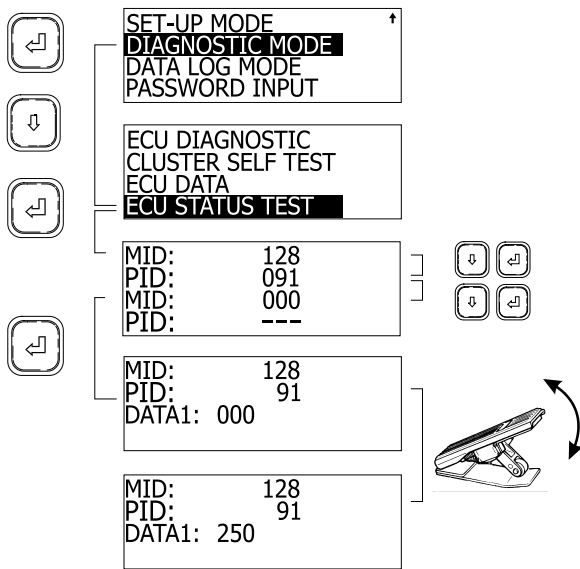 SET-UP MODE
DIAGNOSTIC MODE
DATA LOG MODE
PASSWORD INPUT
ECU DIAGNOSTIC
CLUSTER SELF TEST
ECU DATA
ECU STATUS TEST
MID: 128
PID: 091
MID: 000
PID: ---
MID: 128
PID: 91
DATA1: 000
MID: 128
PID: 91
DATA1: 250